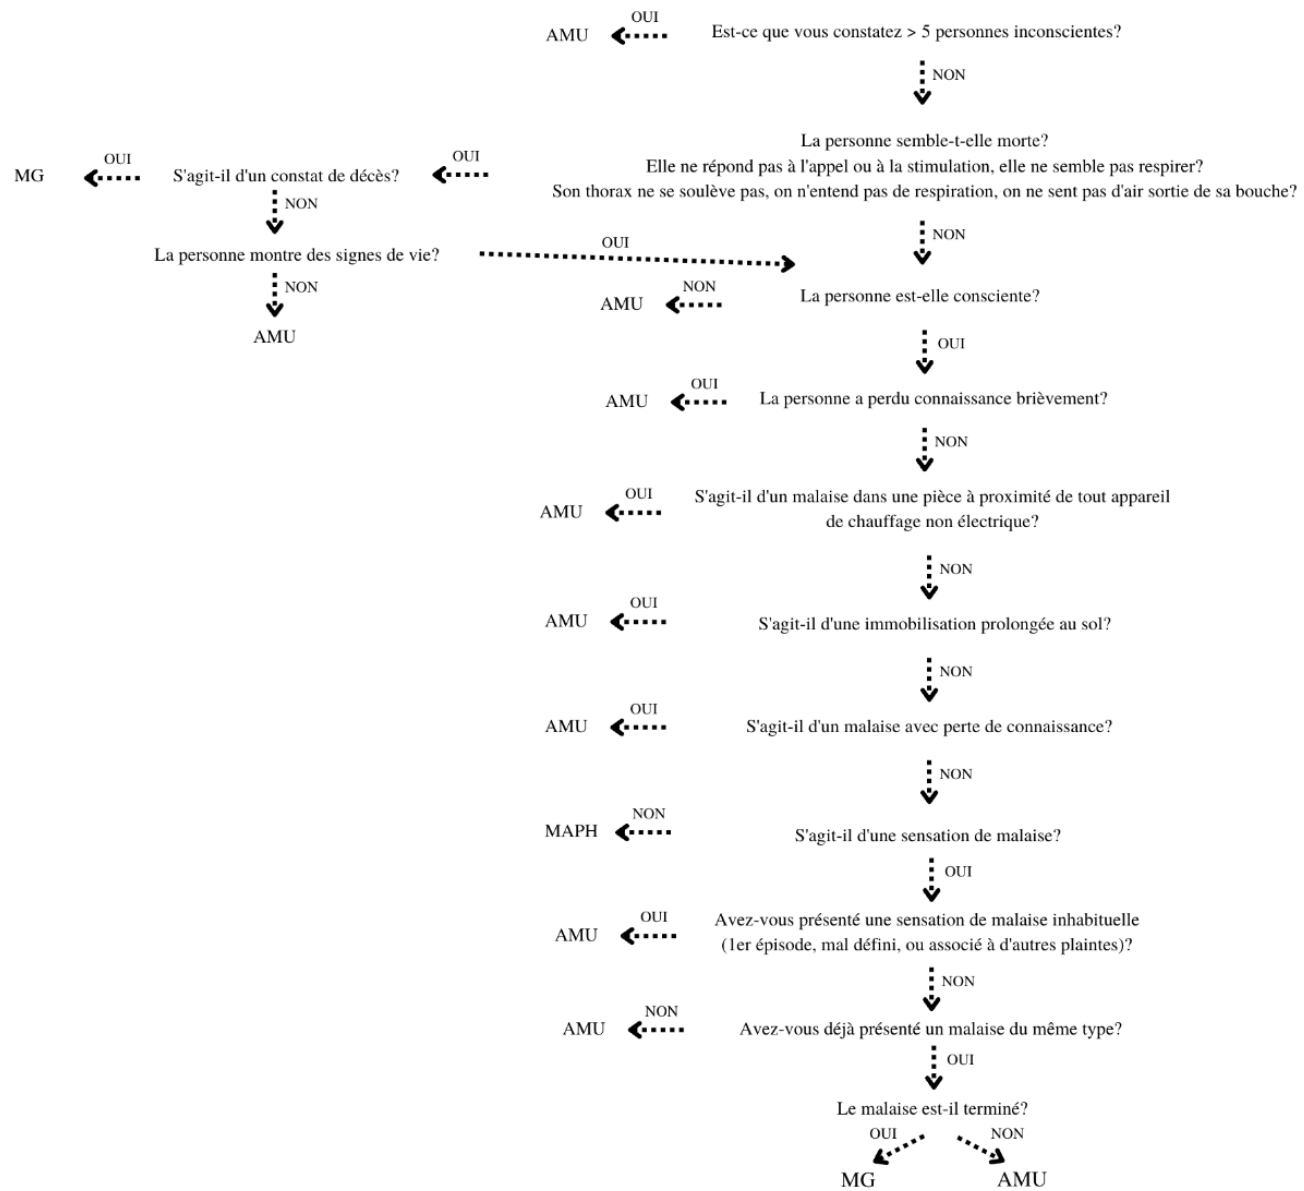 OUI
AMU
Est-ce que vous constatez > 5 personnes inconscientes?
NON
La personne semble-t-elle morte?
Elle ne répond pas à l'appel ou à la stimulation, elle ne semble pas respirer?
Son thorax ne se soulève pas, on n'entend pas de respiration, on ne sent pas d'air sortie de sa bouche?
OUI
S'agit-il d'un constat de décès?
OUI
MG
NON
La personne montre des signes de vie?
OUI
NON
AMU
NON
La personne est-elle consciente?
NON
AMU
OUI
La personne a perdu connaissance brièvement?
OUI
AMU
NON
S'agit-il d'un malaise dans une pièce à proximité de tout appareil
de chauffage non électrique?
OUI
AMU
NON
S'agit-il d'une immobilisation prolongée au sol?
OUI
AMU
NON
S'agit-il d'un malaise avec perte de connaissance?
OUI
AMU
NON
S'agit-il d'une sensation de malaise?
NON
MAPH
OUI
Avez-vous présenté une sensation de malaise inhabituelle
(1er épisode, mal défini, ou associé à d'autres plaintes)?
OUI
AMU
NON
Avez-vous déjà présenté un malaise du même type?
NON
AMU
OUI
Le malaise est-il terminé?
OUI
NON
MG
AMU